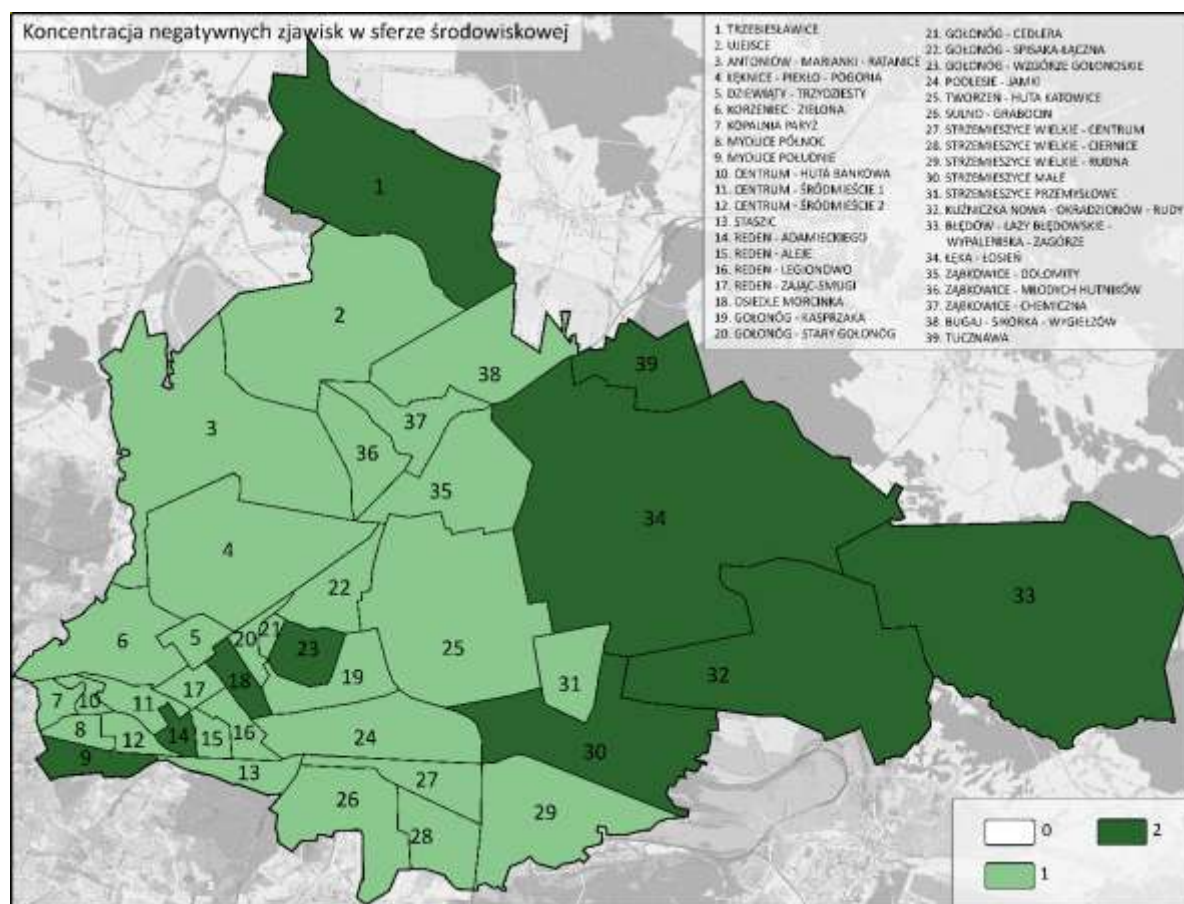 Koncentracja negatywnych zjawisk w sferze środowiskowej
1. TRZEBIESŁAWICE
2. UJEJSCE
3. ANTONIÓW - MARIANKI - RATANICE
4. ŁĘKNICE - PIEKŁO - POGORIA
5. DZIEWIĄTY - TRZYDZIESTY
6. KORZENIEC - ZIELONA
7. KOPALNIA PARYŻ
8. MYDLICE PÓŁNOC
9. MYDLICE POŁUDNIE
10. CENTRUM - HUTA BANKOWA
11. CENTRUM - ŚRÓDMIEŚCIE 1
12. CENTRUM - ŚRÓDMIEŚCIE 2
13. STASZIC
14. REDEN - ADAMIECKIEGO
15. REDEN - ALEJE
16. REDEN - LEGIONOWO
17. REDEN - ZAJĄC-SMUGI
18. OSIEDLE MORCINKA
19. GOŁONÓG - KASPRZAKA
20. GOŁONÓG - STARY GOŁONÓG
21. GOŁONÓG - CEDLERA
22. GOŁONÓG - SPISAKA-ŁĄCZNA
23. GOŁONÓG - WZGÓRZE GOŁONOSKIE
24. PODLESIE - JAMKI
25. TWORZEŃ - HUTA KATOWICE
26. SULNO - GRABOCIN
27. STRZEMIESZYCE WIELKIE - CENTRUM
28. STRZEMIESZYCE WIELKIE - CIERNICE
29. STRZEMIESZYCE WIELKIE - RUDNA
30. STRZEMIESZYCE MAŁE
31. STRZEMIESZYCE PRZEMYSŁOWE
32. KUŹNICZKA NOWA - OKRADZIONÓW - RUDY
33. BŁĘDÓW - ŁAZY BŁĘDOWSKIE -
WYPALENISKA - ZAGÓRZE
34. ŁĘKA - ŁOSIEŃ
35. ZĄBKOWICE - DOLOMITY
36. ZĄBKOWICE - MŁODYCH HUTNIKÓW
37. ZĄBKOWICE - CHEMICZNA
38. BUGAJ - SIKORKA - WYGIEŁZÓW
39. TUCZNAWA
1
2
39
38
37
3
36
35
34
4
22
33
6
5
20
21
23
25
18
19
31
32
17
7
10
11
16
14
15
8
12
24
30
9
13
27
26
29
28
0
2
1